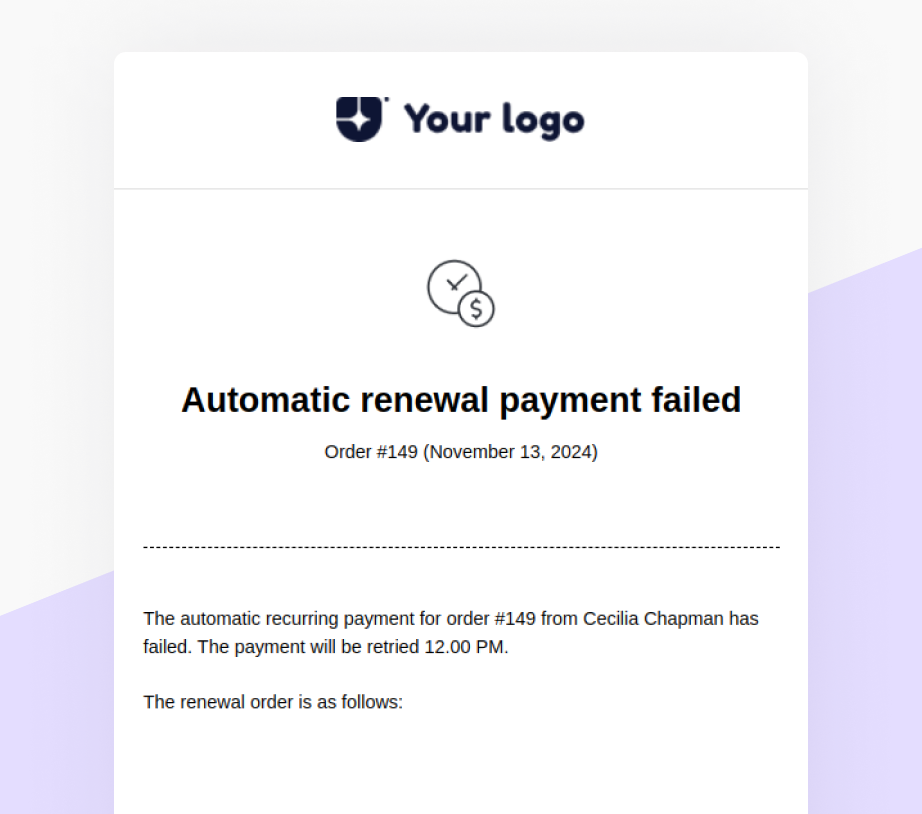 Your logo
$
Automatic renewal payment failed
Order #149 (November 13, 2024)
The automatic recurring payment for order #149 from Cecilia Chapman has
failed. The payment will be retried 12.00 PM.
The renewal order is as follows: